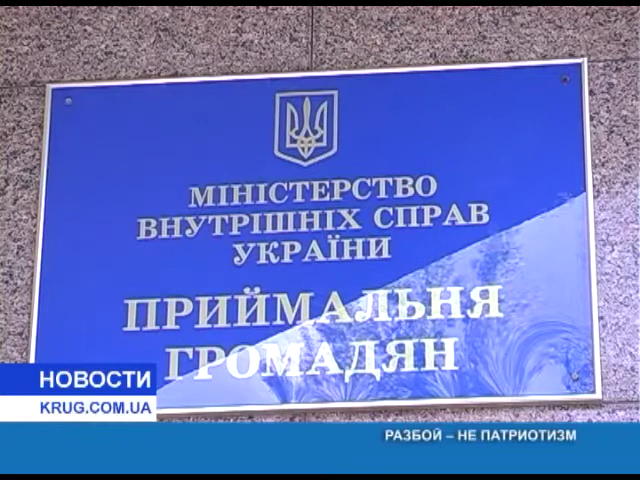 МІНІСТЕРСТВО
ВНУТРІШНІХ СПРАВ
УКРАЇНИ
ПРИЙМАЛЬНЯ
ГРОМАДЯН
НОВОСТИ
KRUG.COM.UA
РАЗБОЙ – НЕ ПАТРИОТИЗМ